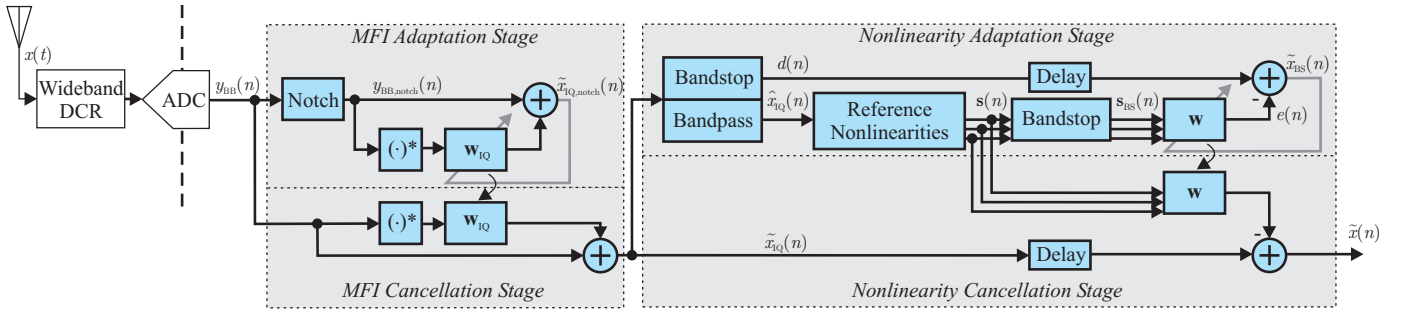 x(t)
Wideband
DCR
ADC
y_BB(n)
MFI Adaptation Stage
Notch
y_BB,notch(n)
x̃_IQ,notch(n)
+
(·)*
w_IQ
(·)*
w_IQ
+
MFI Cancellation Stage
Nonlinearity Adaptation Stage
Bandstop
Bandpass
d(n)
x̂_IQ(n)
Reference
Nonlinearities
s(n)
Bandstop
s_BS(n)
Delay
w
x̃_BS(n)
+
-
e(n)
w
x̃_IQ(n)
Delay
-
+
x̃(n)
Nonlinearity Cancellation Stage